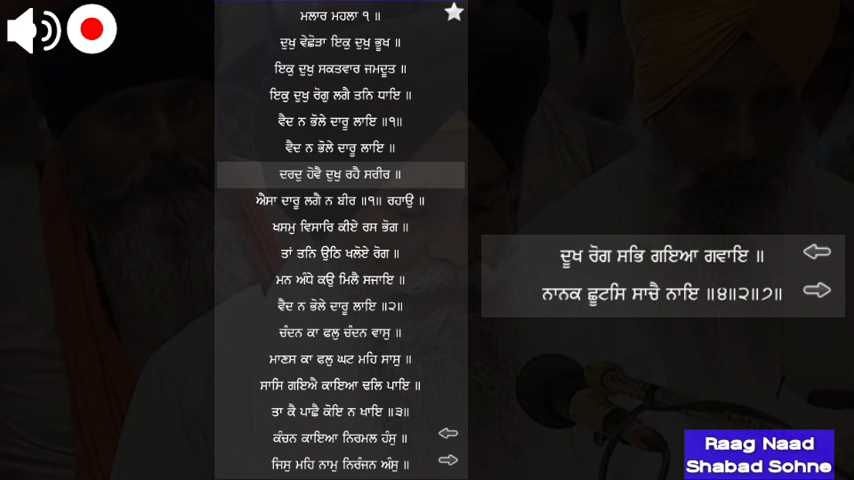 ਮਲਾਰ ਮਹਲਾ ੧ ॥
ਦੁਖੁ ਵੇਛੋੜਾ ਇਕੁ ਦੁਖੁ ਭੂਖ ॥
ਇਕੁ ਦੁਖੁ ਸਕਤਵਾਰ ਜਮਦੂਤ ॥
ਇਕੁ ਦੁਖੁ ਰੋਗੁ ਲਗੈ ਤਨਿ ਧਾਇ ॥
ਵੈਦ ਨ ਭੋਲੇ ਦਾਰੂ ਲਾਇ ॥੧॥
ਵੈਦ ਨ ਭੋਲੇ ਦਾਰੂ ਲਾਇ ॥
ਦਰਦੁ ਹੋਵੈ ਦੁਖੁ ਰਹੈ ਸਰੀਰ ॥
ਐਸਾ ਦਾਰੂ ਲਗੈ ਨ ਬੀਰ ॥੧॥ ਰਹਾਉ ॥
ਖਸਮੁ ਵਿਸਾਰਿ ਕੀਏ ਰਸ ਭੋਗ ॥
ਤਾਂ ਤਨਿ ਉਠਿ ਖਲੋਏ ਰੋਗ ॥
ਮਨ ਅੰਧੇ ਕਉ ਮਿਲੈ ਸਜਾਇ ॥
ਵੈਦ ਨ ਭੋਲੇ ਦਾਰੂ ਲਾਇ ॥੨॥
ਚੰਦਨ ਕਾ ਫਲੁ ਚੰਦਨ ਵਾਸੁ ॥
ਮਾਣਸ ਕਾ ਫਲੁ ਘਟ ਮਹਿ ਸਾਸੁ ॥
ਸਾਸਿ ਗਇਐ ਕਾਇਆ ਢਲਿ ਪਾਇ ॥
ਤਾ ਕੈ ਪਾਛੈ ਕੋਇ ਨ ਖਾਇ ॥੩॥
ਕੰਚਨ ਕਾਇਆ ਨਿਰਮਲ ਹੰਸੁ ॥
ਜਿਸੁ ਮਹਿ ਨਾਮੁ ਨਿਰੰਜਨ ਅੰਸੁ ॥
ਦੂਖ ਰੋਗ ਸਭਿ ਗਇਆ ਗਵਾਇ ॥
ਨਾਨਕ ਛੂਟਸਿ ਸਾਚੈ ਨਾਇ ॥੪॥੨॥੭॥
Raag Naad
Shabad Sohne